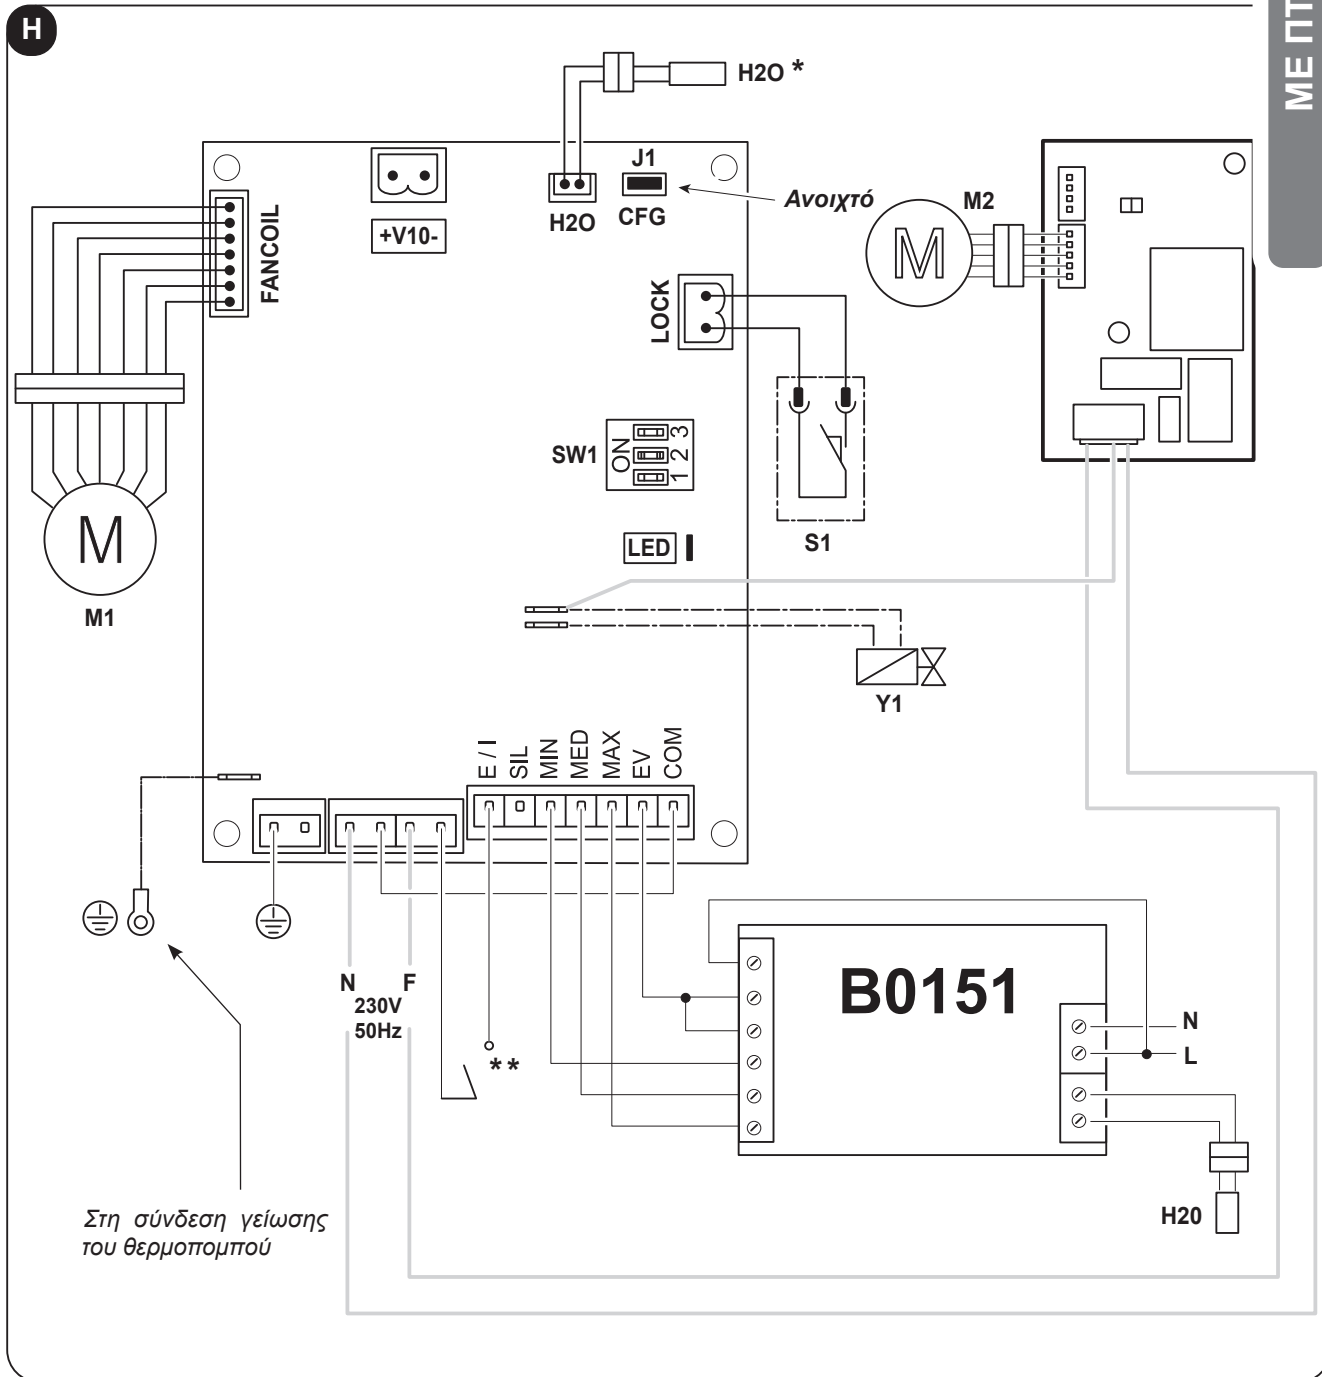 H
ΜΕ ΠΤ
H2O *
J1
H2O
CFG
Ανοιχτό
M2
M
+V10-
FANCOIL
LOCK
SW1
ON
1 2 3
S1
LED
M
M1
Y1
E / I
SIL
MIN
MED
MAX
EV
COM
N F
230V
50Hz
**
B0151
N
L
H20
Στη σύνδεση γείωσης
του θερμοπομπού